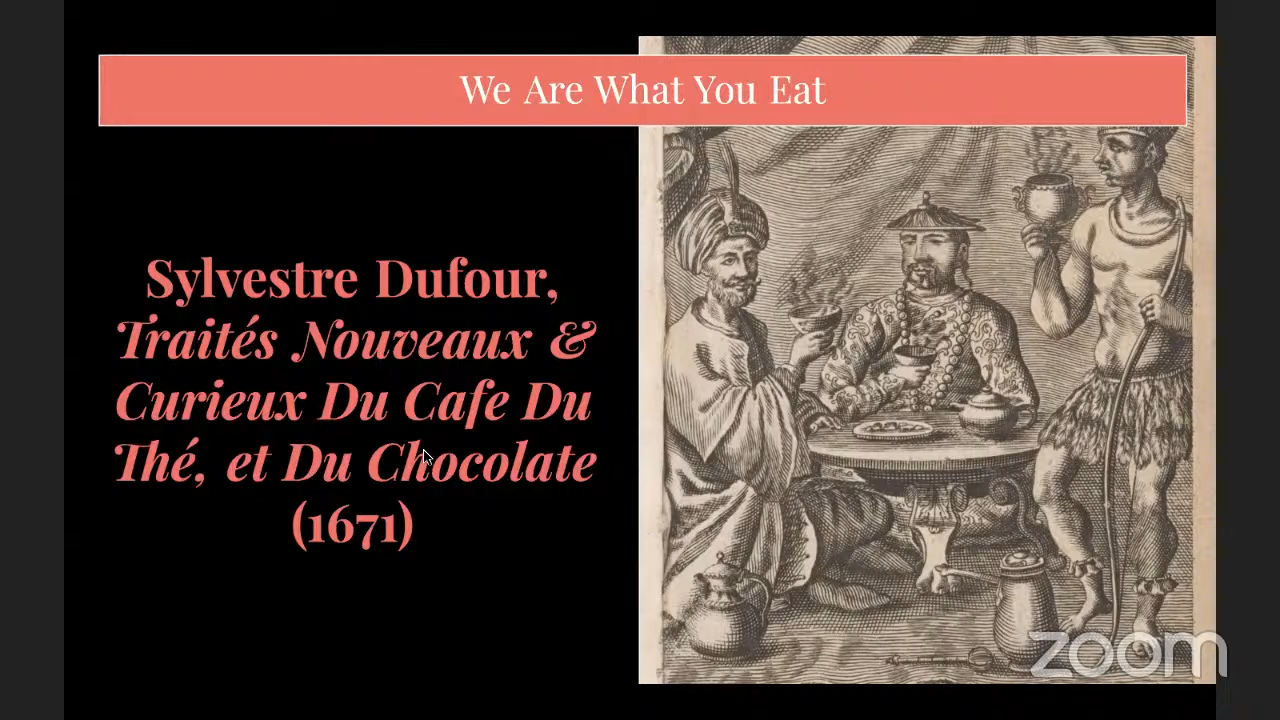 We Are What You Eat
Sylvestre Dufour,
Traités Nouveaux &
Curieux Du Cafe Du
Thé, et Du Chocolate
(1671)
zoom